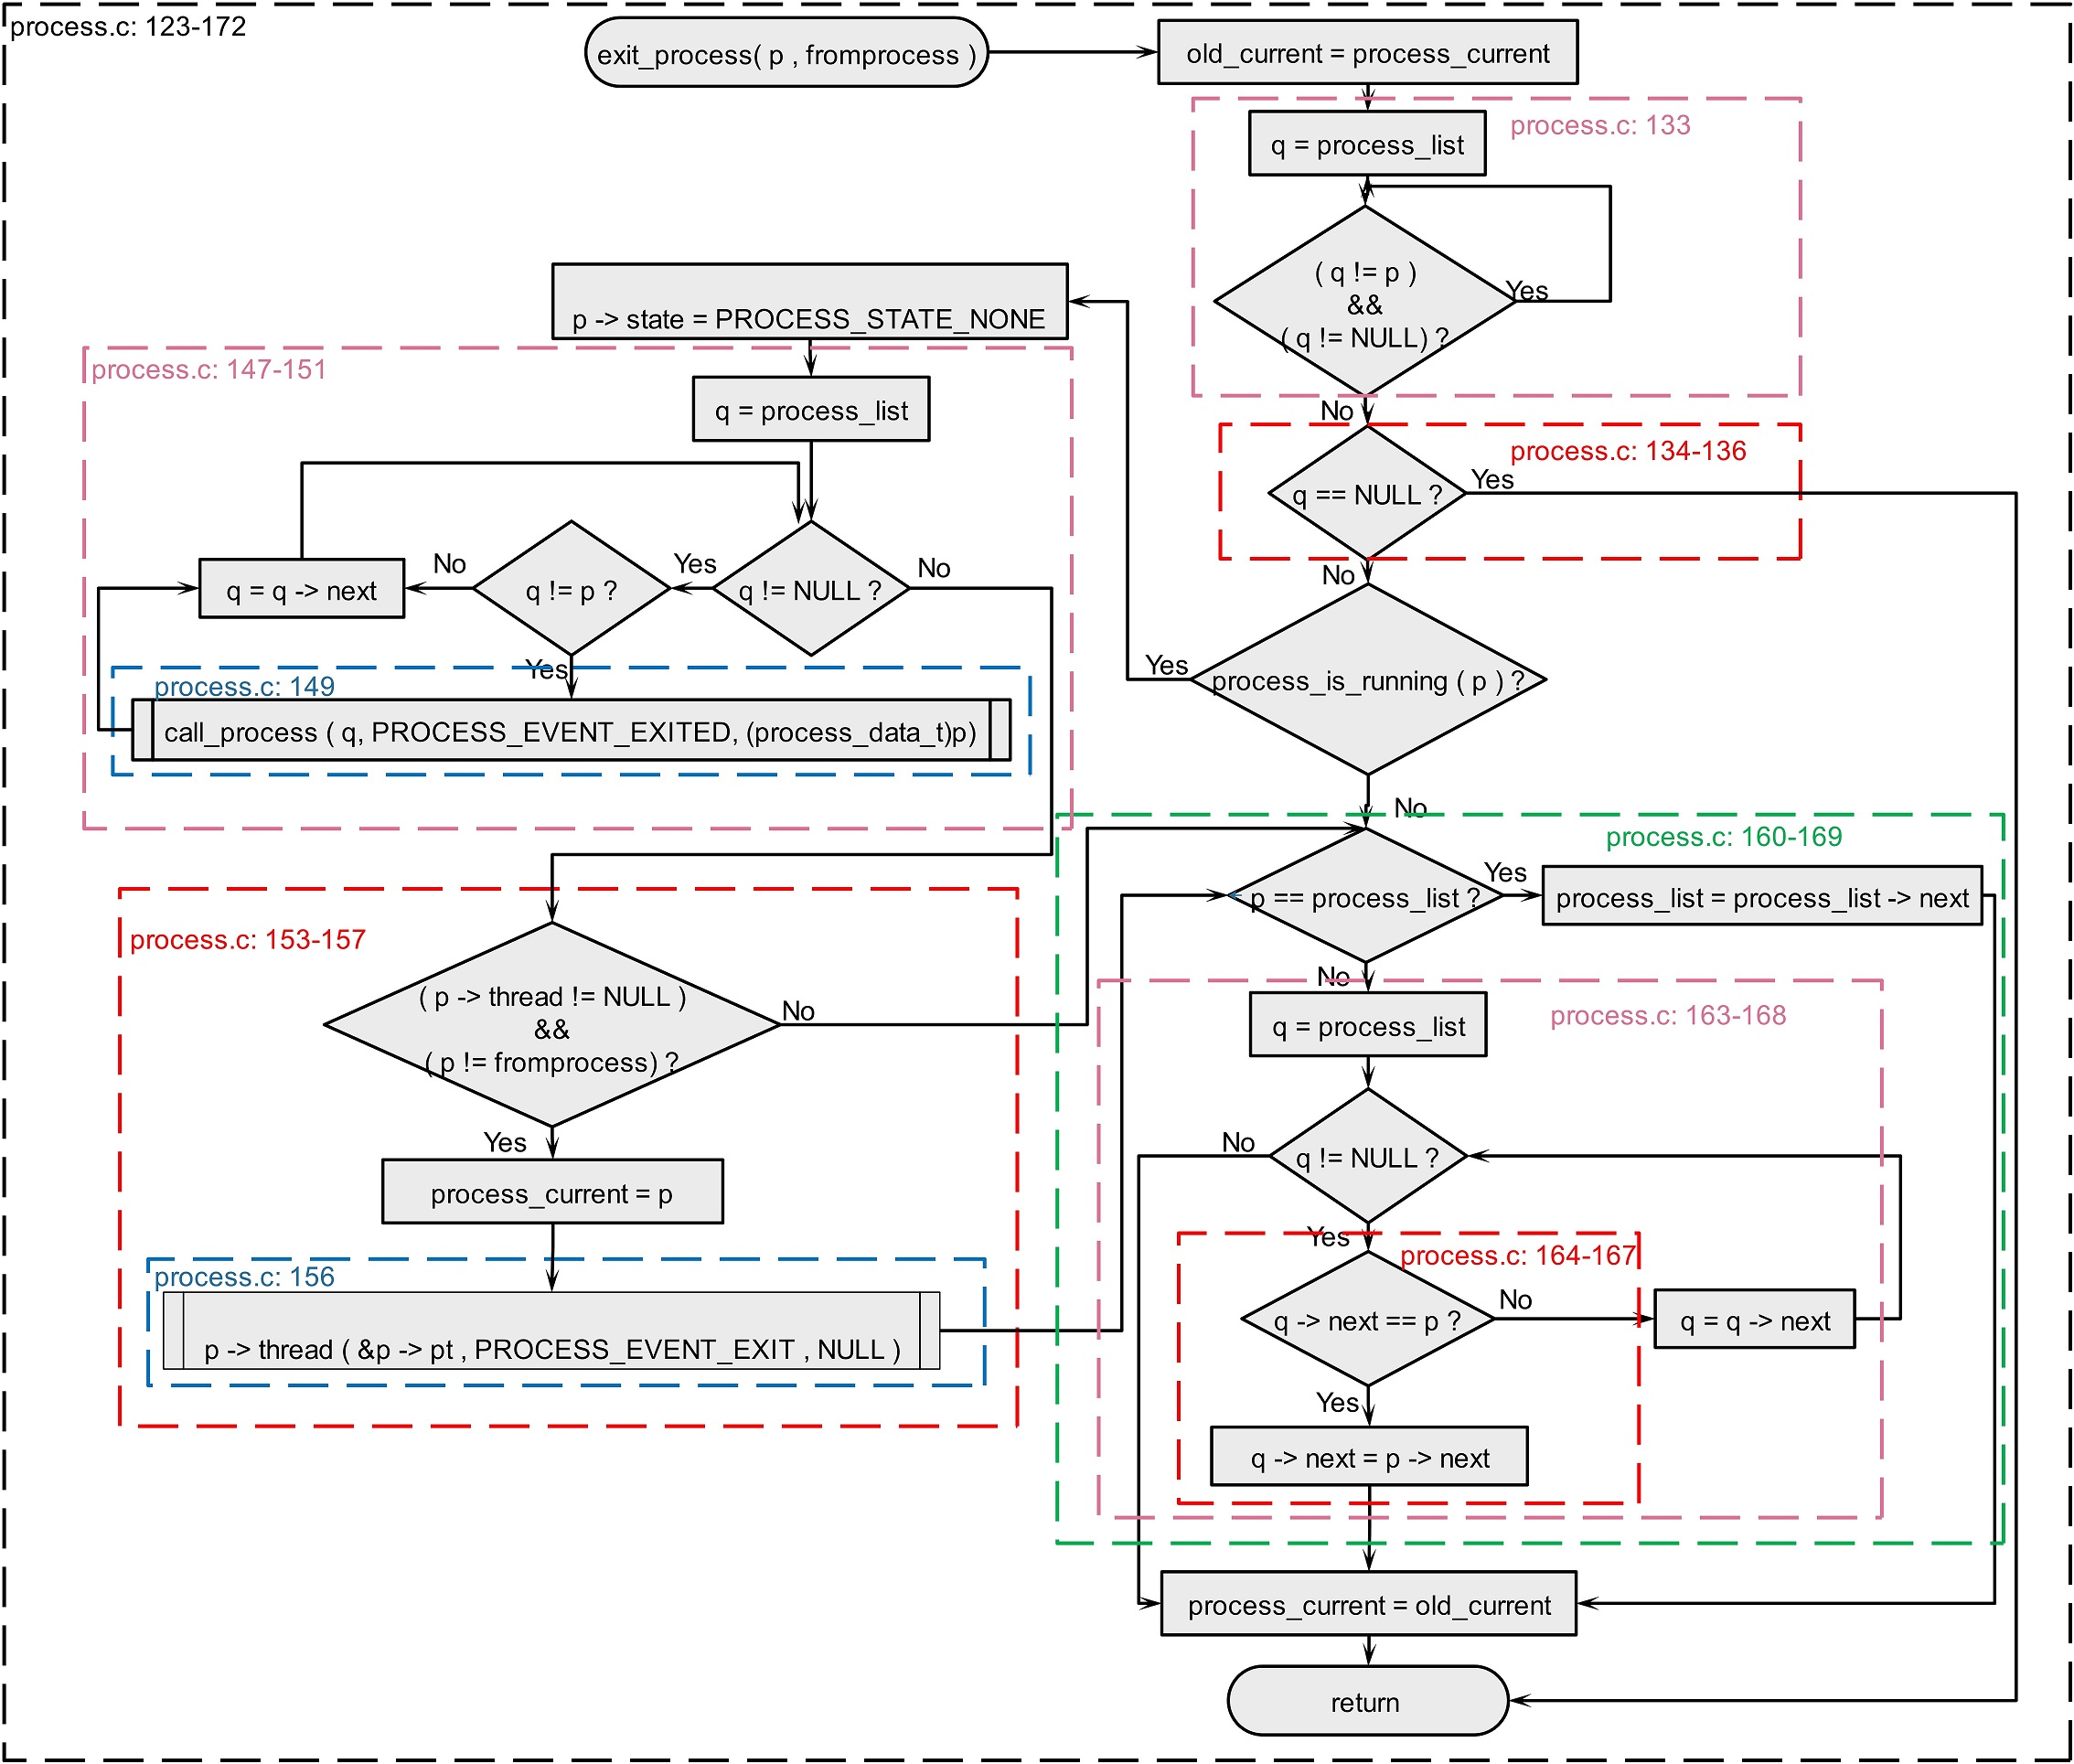 process.c: 123-172
exit_process( p , fromprocess )
old_current = process_current
process.c: 133
q = process_list
( q != p )
&&
( q != NULL) ?
Yes
No
process.c: 134-136
q == NULL ?
Yes
No
process_is_running ( p ) ?
Yes
No
p -> state = PROCESS_STATE_NONE
process.c: 147-151
q = process_list
q != NULL ?
Yes
No
q != p ?
No
Yes
q = q -> next
process.c: 149
call_process ( q, PROCESS_EVENT_EXITED, (process_data_t)p)
process.c: 153-157
( p -> thread != NULL )
&&
( p != fromprocess) ?
No
Yes
process_current = p
process.c: 156
p -> thread ( &p -> pt , PROCESS_EVENT_EXIT , NULL )
process.c: 160-169
p == process_list ?
Yes
process_list = process_list -> next
No
process.c: 163-168
q = process_list
q != NULL ?
No
Yes
process.c: 164-167
q -> next == p ?
No
q = q -> next
Yes
q -> next = p -> next
process_current = old_current
return